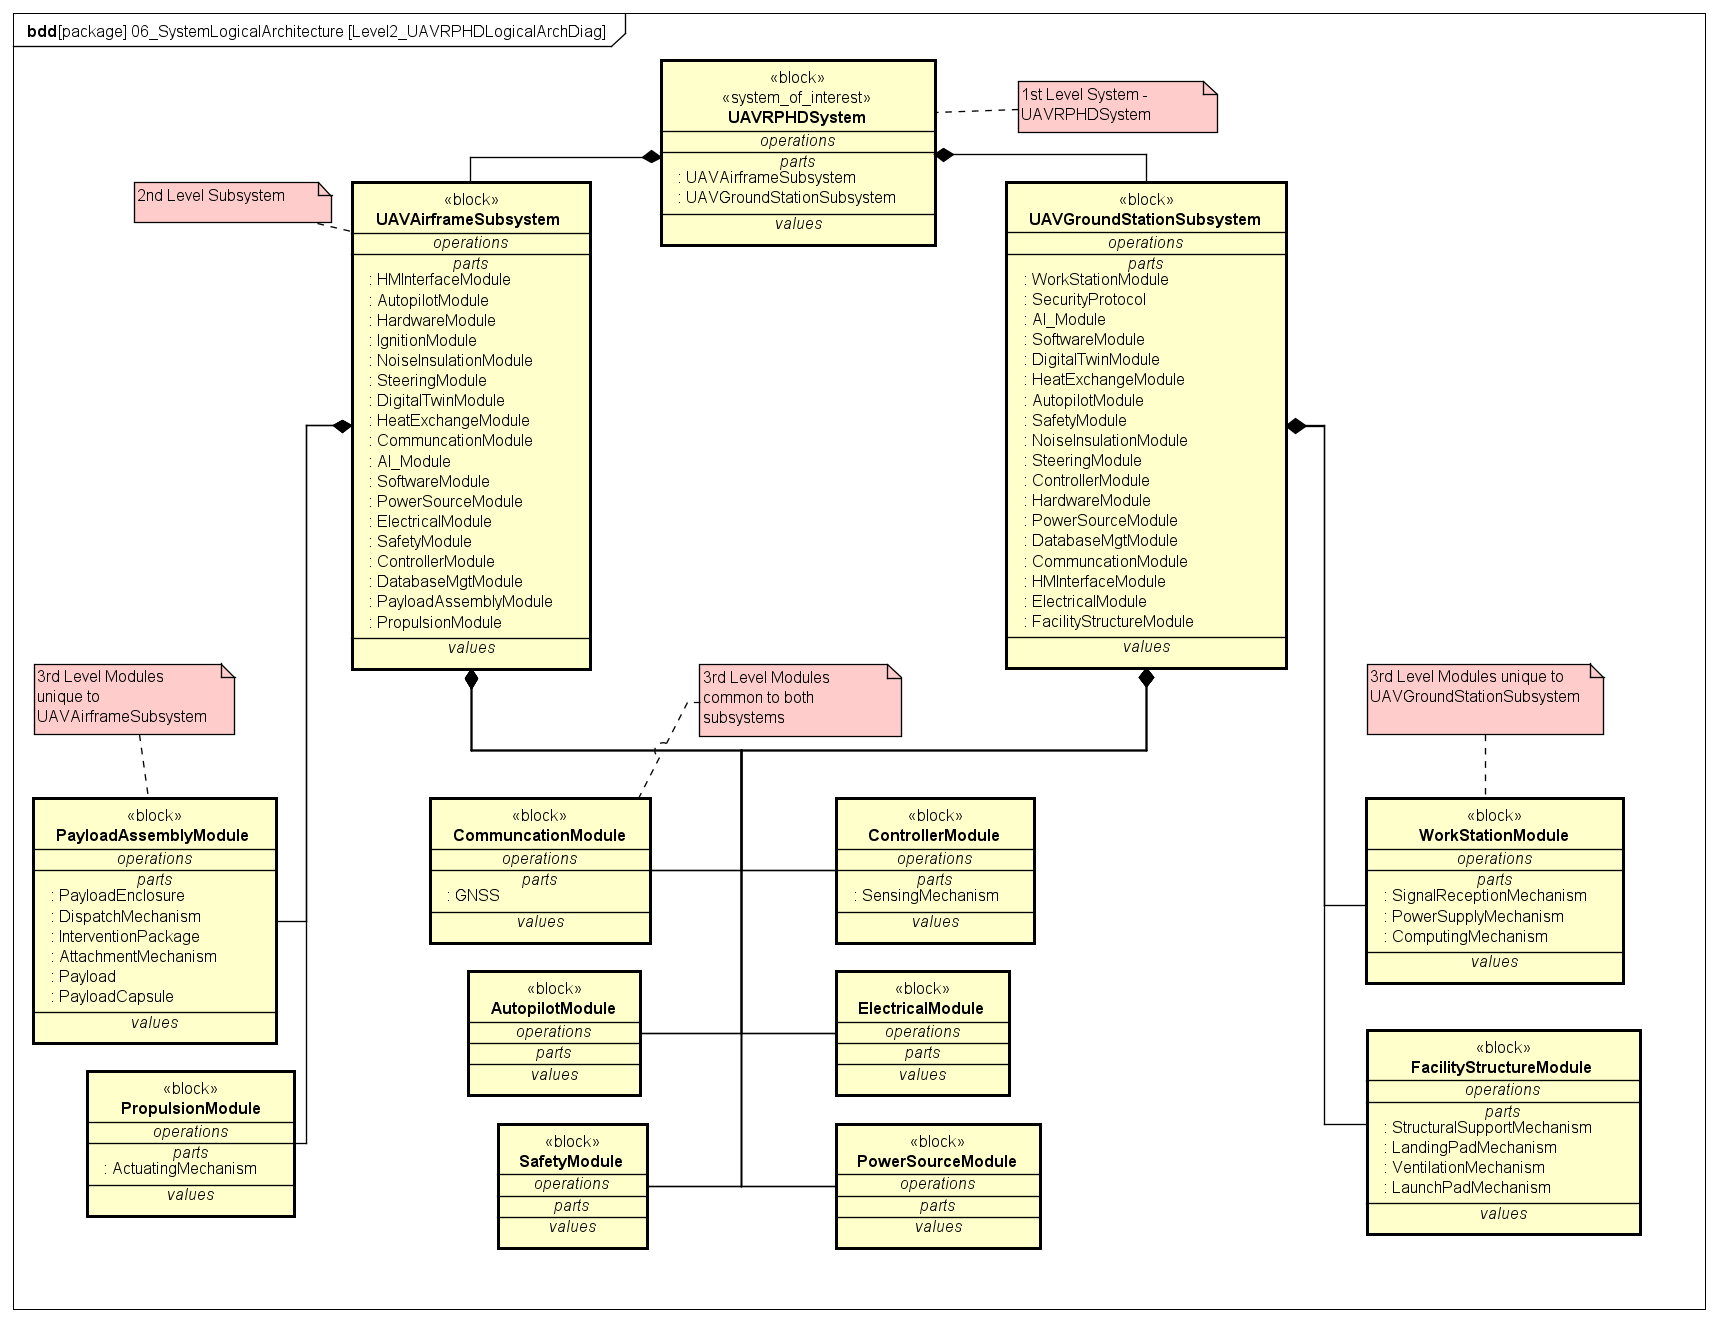 bdd[package] 06_SystemLogicalArchitecture [Level2_UAVRPHDLogicalArchDiag]
«block»
«system_of_interest»
UAVRPHDSystem
operations
parts
: UAVAirframeSubsystem
: UAVGroundStationSubsystem
values
1st Level System -
UAVRPHDSystem
2nd Level Subsystem
«block»
UAVAirframeSubsystem
operations
parts
: HMInterfaceModule
: AutopilotModule
: HardwareModule
: IgnitionModule
: NoiseInsulationModule
: SteeringModule
: DigitalTwinModule
: HeatExchangeModule
: CommuncationModule
: AI_Module
: SoftwareModule
: PowerSourceModule
: ElectricalModule
: SafetyModule
: ControllerModule
: DatabaseMgtModule
: PayloadAssemblyModule
: PropulsionModule
values
«block»
UAVGroundStationSubsystem
operations
parts
: WorkStationModule
: SecurityProtocol
: AI_Module
: SoftwareModule
: DigitalTwinModule
: HeatExchangeModule
: AutopilotModule
: SafetyModule
: NoiseInsulationModule
: SteeringModule
: ControllerModule
: HardwareModule
: PowerSourceModule
: DatabaseMgtModule
: CommuncationModule
: HMInterfaceModule
: ElectricalModule
: FacilityStructureModule
values
3rd Level Modules
unique to
UAVAirframeSubsystem
3rd Level Modules
common to both
subsystems
3rd Level Modules unique to
UAVGroundStationSubsystem
«block»
PayloadAssemblyModule
operations
parts
: PayloadEnclosure
: DispatchMechanism
: InterventionPackage
: AttachmentMechanism
: Payload
: PayloadCapsule
values
«block»
CommuncationModule
operations
parts
: GNSS
values
«block»
ControllerModule
operations
parts
: SensingMechanism
values
«block»
WorkStationModule
operations
parts
: SignalReceptionMechanism
: PowerSupplyMechanism
: ComputingMechanism
values
«block»
AutopilotModule
operations
parts
values
«block»
ElectricalModule
operations
parts
values
«block»
FacilityStructureModule
operations
parts
: StructuralSupportMechanism
: LandingPadMechanism
: VentilationMechanism
: LaunchPadMechanism
values
«block»
PropulsionModule
operations
parts
: ActuatingMechanism
values
«block»
SafetyModule
operations
parts
values
«block»
PowerSourceModule
operations
parts
values